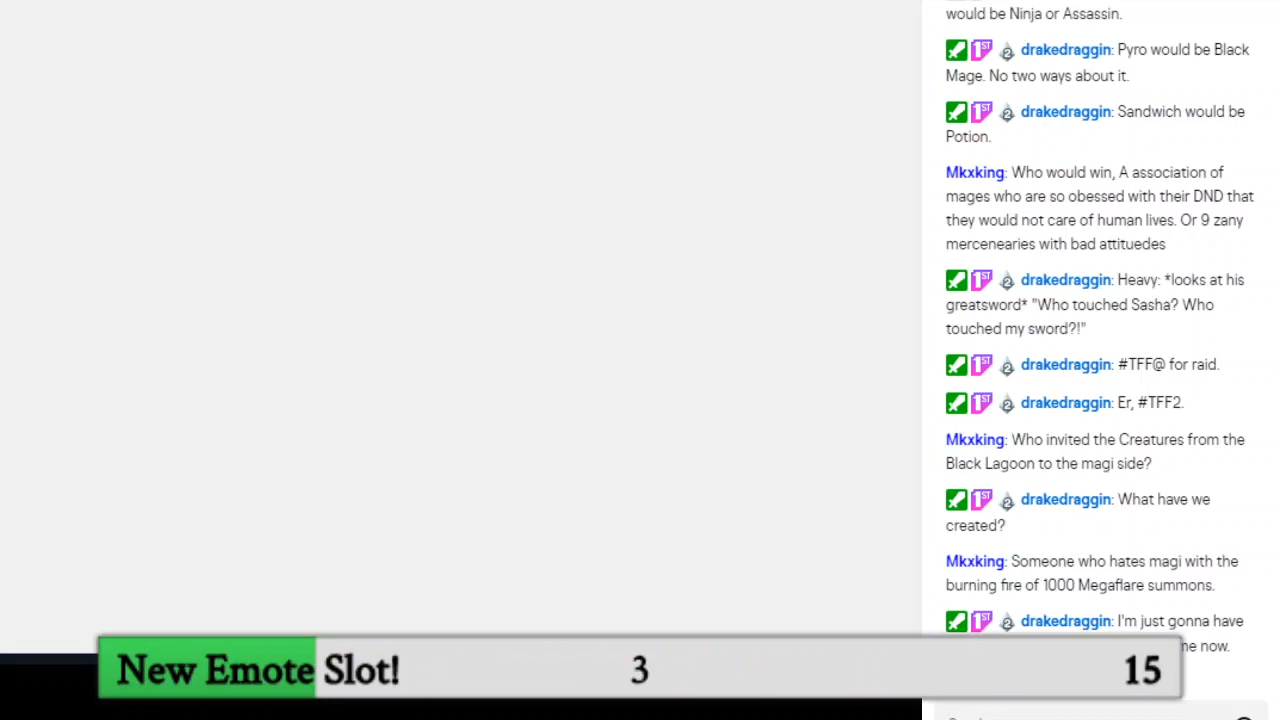 would be Ninja or Assassin.
drakedraggin: Pyro would be Black
Mage. No two ways about it.
drakedraggin: Sandwich would be
Potion.
Mkxking: Who would win, A association of
mages who are so obessed with their DND that
they would not care of human lives. Or 9 zany
mercenearies with bad attituedes
drakedraggin: Heavy: *looks at his
greatsword* "Who touched Sasha? Who
touched my sword?!"
drakedraggin: #TFF@ for raid.
drakedraggin: Er, #TFF2.
Mkxking: Who invited the Creatures from the
Black Lagoon to the magi side?
drakedraggin: What have we
created?
Mkxking: Someone who hates magi with the
burning fire of 1000 Megaflare summons.
drakedraggin: I'm just gonna have
now.
New Emote Slot! 3 15